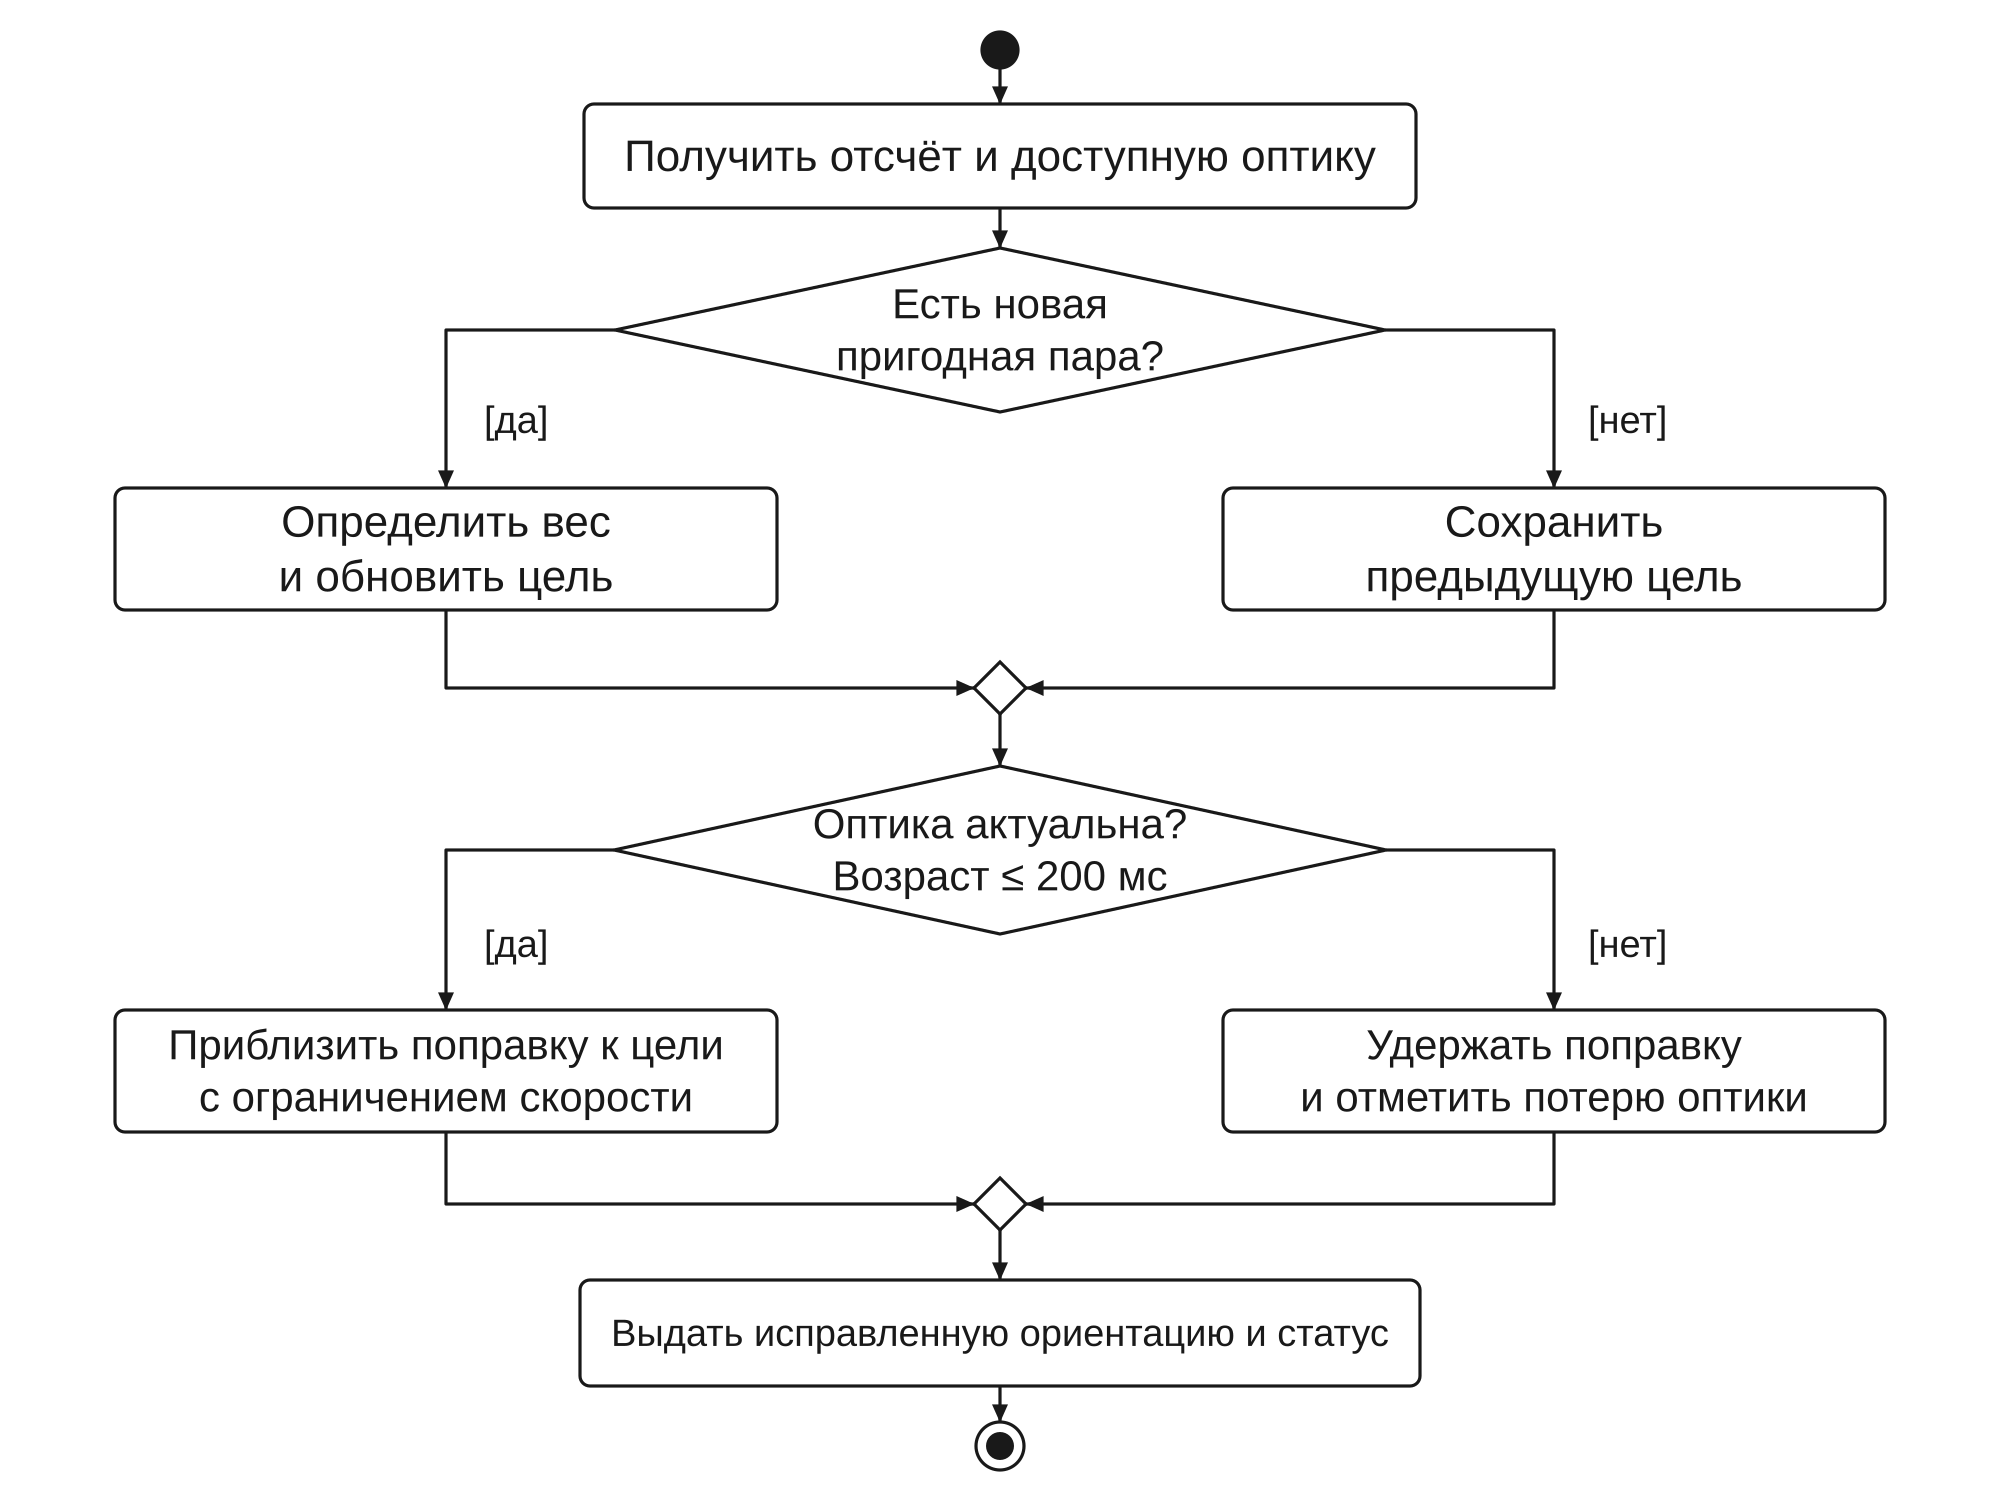 Получить отсчёт и доступную оптику
Есть новая
пригодная пара?
[да]
[нет]
Определить вес
и обновить цель
Сохранить
предыдущую цель
Оптика актуальна?
Возраст ≤ 200 мс
[да]
[нет]
Приблизить поправку к цели
с ограничением скорости
Удержать поправку
и отметить потерю оптики
Выдать исправленную ориентацию и статус